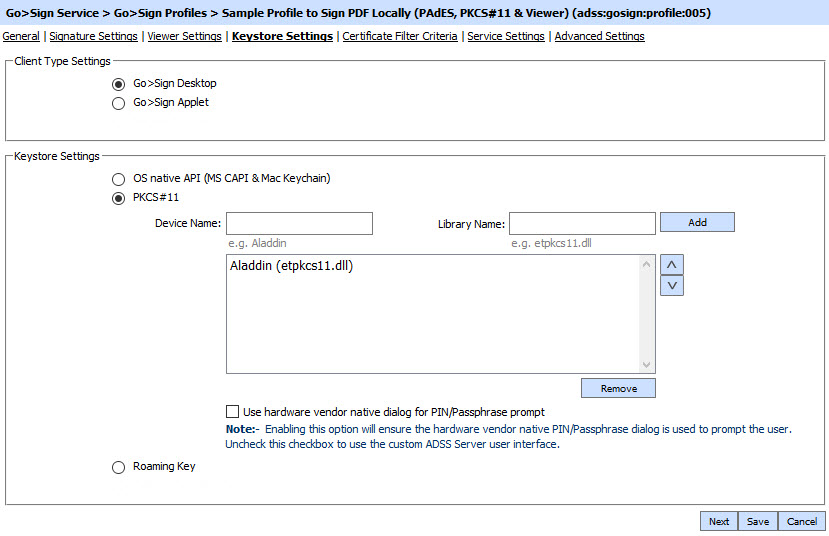 Go>Sign Service > Go>Sign Profiles > Sample Profile to Sign PDF Locally (PAdES, PKCS#11 & Viewer) (adss:gosign:profile:005)
General | Signature Settings | Viewer Settings | Keystore Settings | Certificate Filter Criteria | Service Settings | Advanced Settings
Client Type Settings
Go>Sign Desktop
Go>Sign Applet
Keystore Settings
OS native API (MS CAPI & Mac Keychain)
PKCS#11
Device Name: Library Name: Add
e.g. Aladdin e.g. etpkcs11.dll
Aladdin (etpkcs11.dll)
Remove
Use hardware vendor native dialog for PIN/Passphrase prompt
Note:- Enabling this option will ensure the hardware vendor native PIN/Passphrase dialog is used to prompt the user.
Uncheck this checkbox to use the custom ADSS Server user interface.
Roaming Key
Next Save Cancel